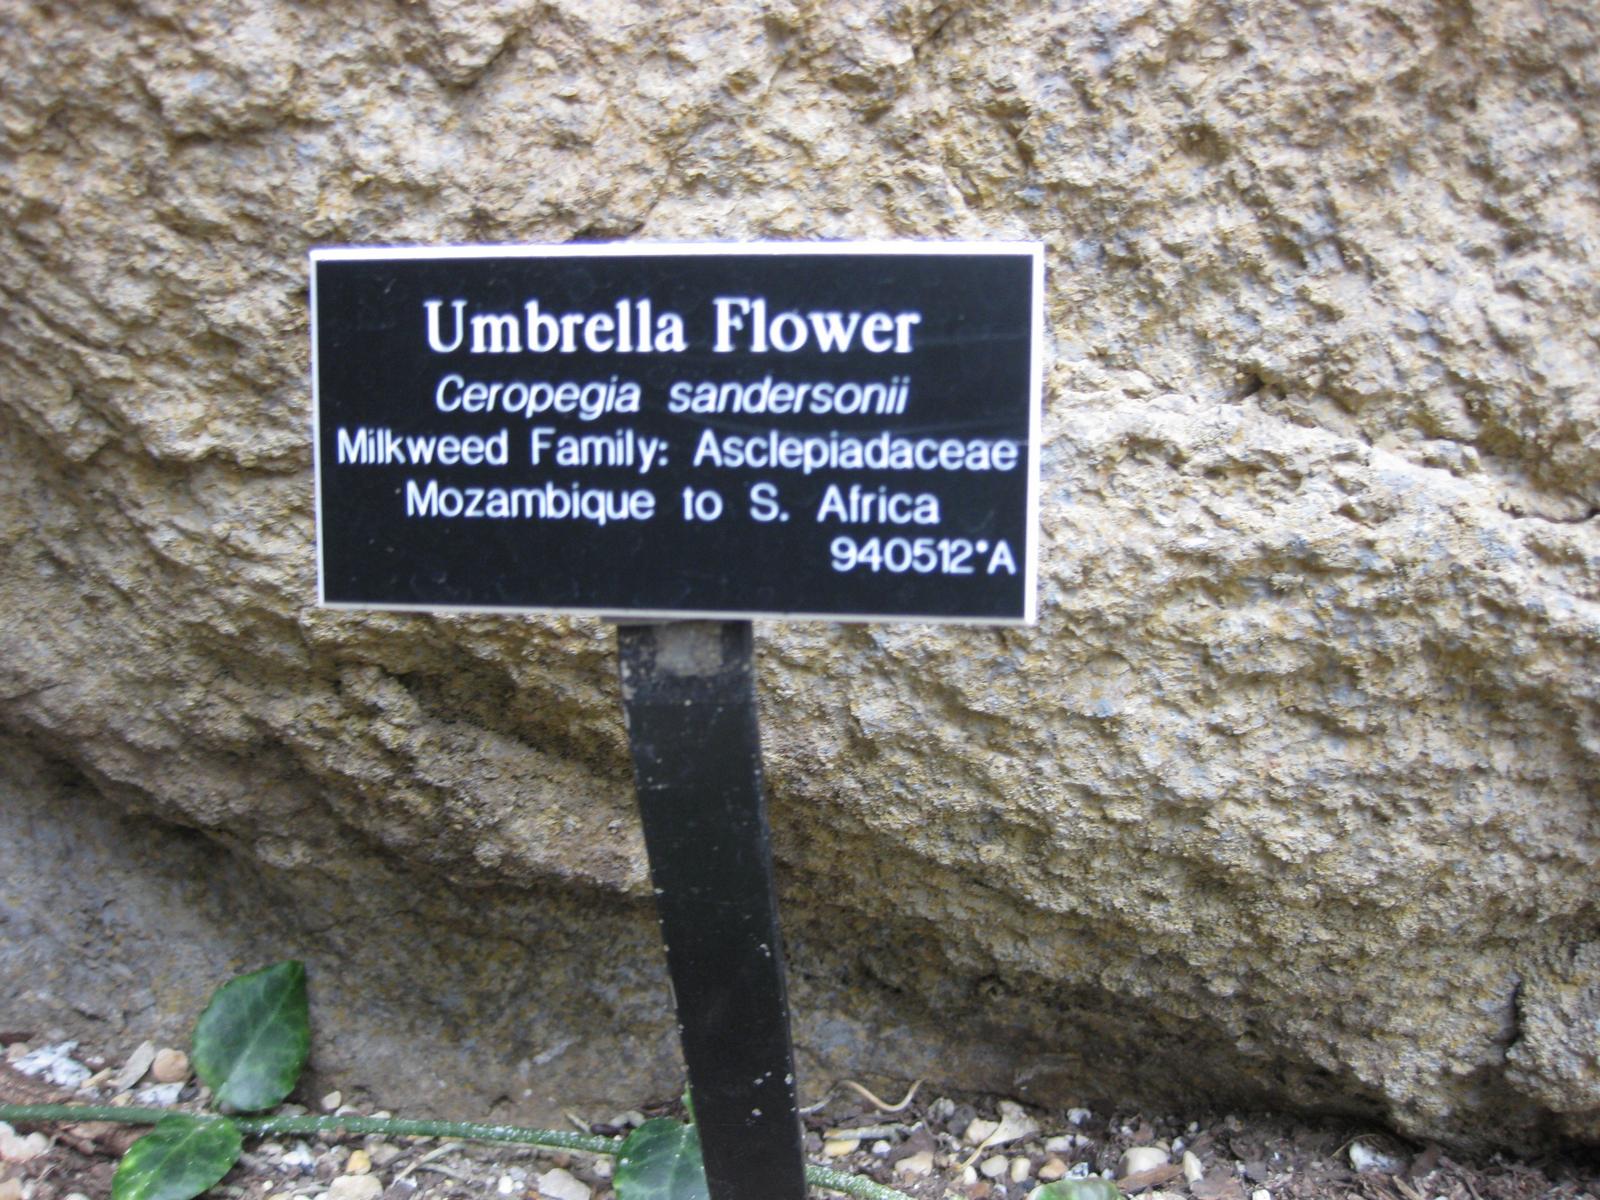 Umbrella Flower
Ceropegia sandersonii
Milkweed Family: Asclepiadaceae
Mozambique to S. Africa
940512*A